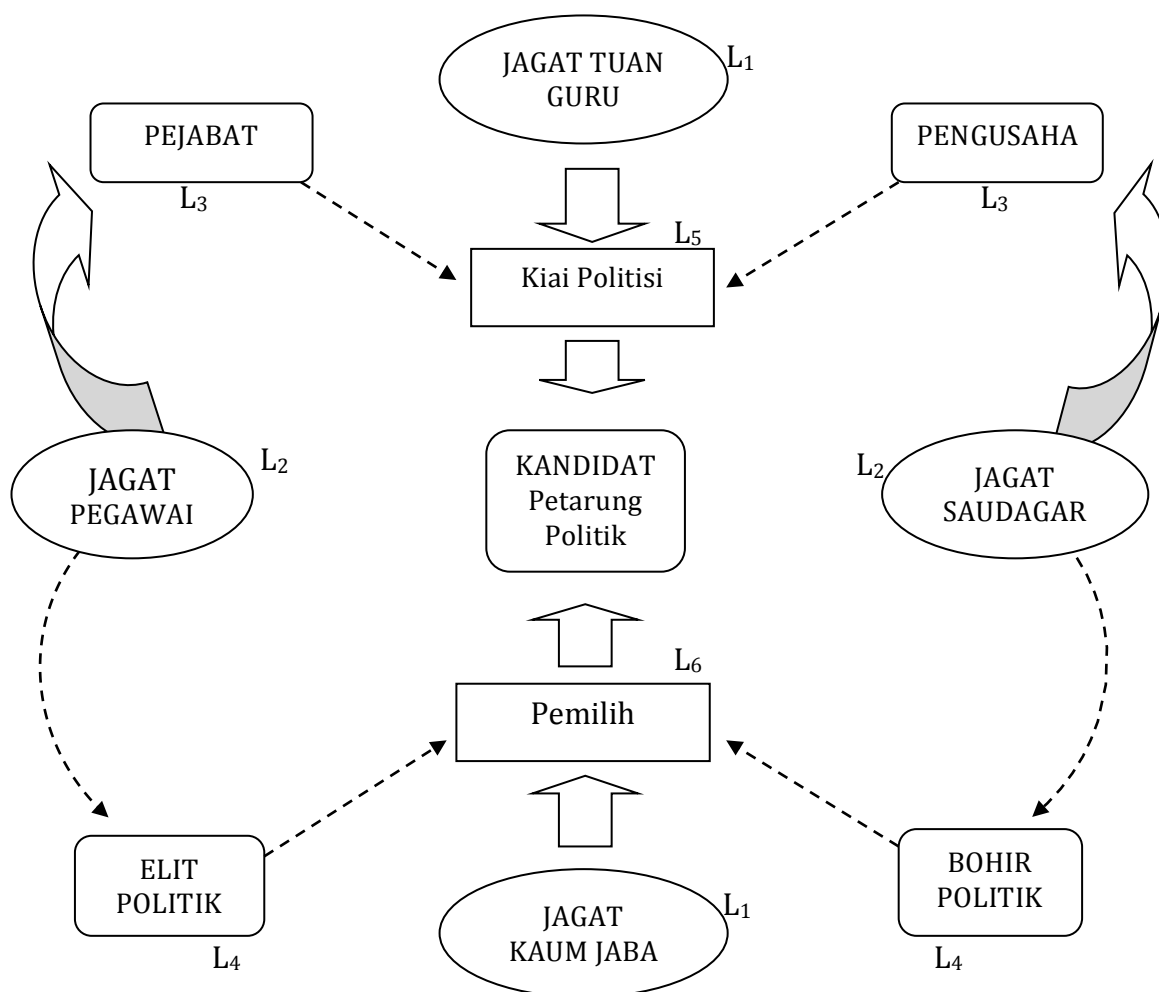 JAGAT TUAN
GURU
L₁
PEJABAT
L₃
PENGUSAHA
L₃
L₅
Kiai Politisi
JAGAT
PEGAWAI
L₂
KANDIDAT
Petarung
Politik
L₂
JAGAT
SAUDAGAR
L₆
Pemilih
ELIT
POLITIK
L₄
JAGAT
KAUM JABA
L₁
BOHIR
POLITIK
L₄